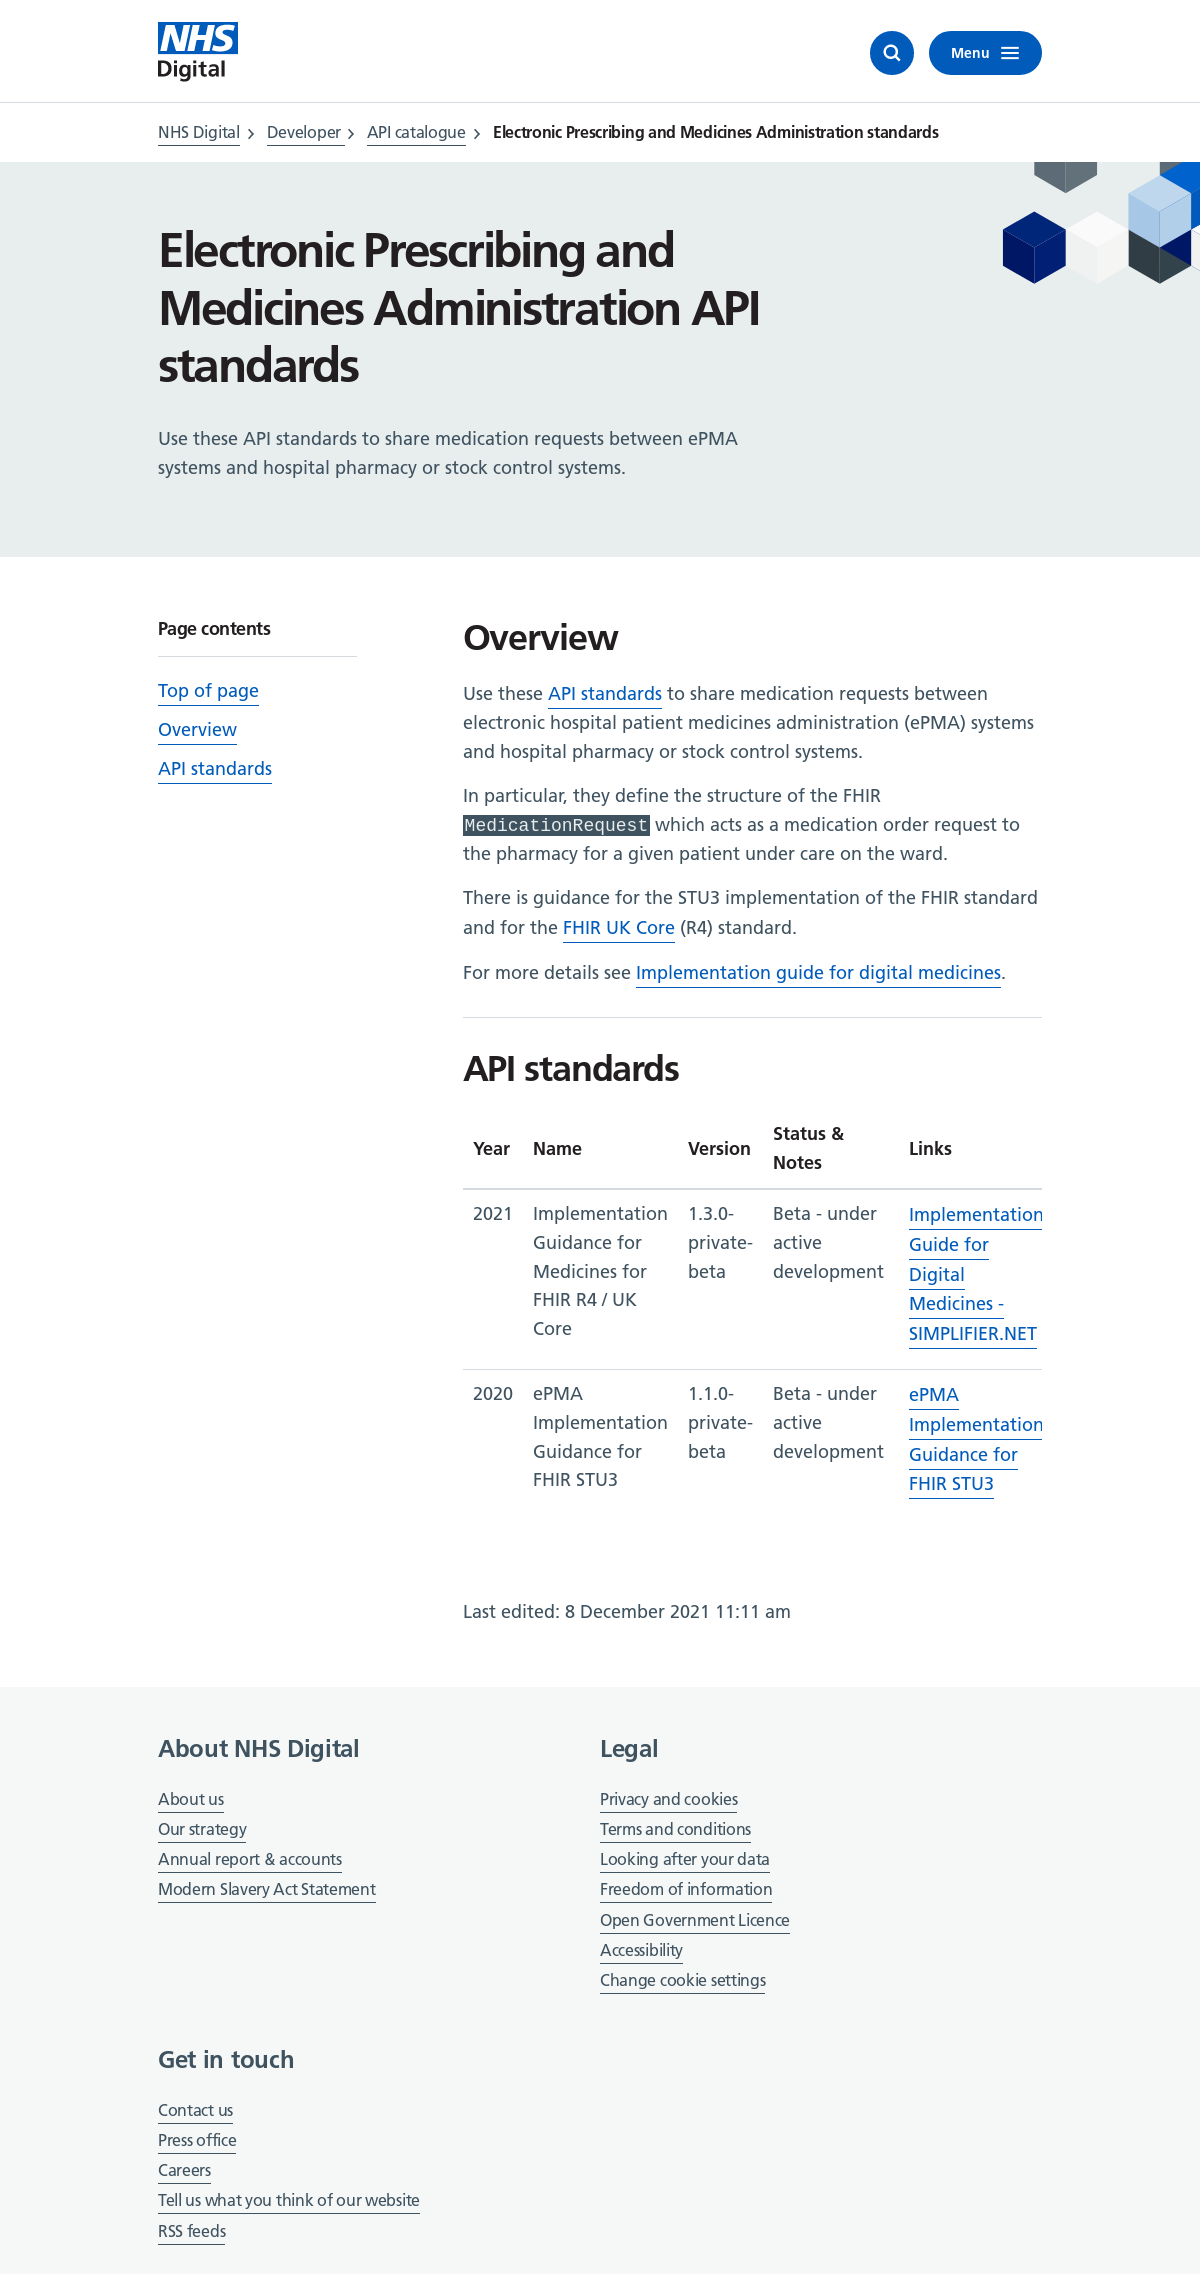 NHS
Digital
Menu
NHS Digital > Developer > API catalogue > Electronic Prescribing and Medicines Administration standards
Electronic Prescribing and
Medicines Administration API
standards
Use these API standards to share medication requests between ePMA
systems and hospital pharmacy or stock control systems.
Page contents
Top of page
Overview
API standards
Overview
Use these API standards to share medication requests between
electronic hospital patient medicines administration (ePMA) systems
and hospital pharmacy or stock control systems.
In particular, they define the structure of the FHIR
MedicationRequest which acts as a medication order request to
the pharmacy for a given patient under care on the ward.
There is guidance for the STU3 implementation of the FHIR standard
and for the FHIR UK Core (R4) standard.
For more details see Implementation guide for digital medicines.
API standards
Year Name Version Status & Notes Links
2021 Implementation 1.3.0- Beta - under Implementation
Guidance for private- active Guide for
Medicines for beta development Digital
FHIR R4 / UK Medicines -
Core SIMPLIFIER.NET
2020 ePMA 1.1.0- Beta - under ePMA
Implementation private- active Implementation
Guidance for beta development Guidance for
FHIR STU3 FHIR STU3
Last edited: 8 December 2021 11:11 am
About NHS Digital
About us
Our strategy
Annual report & accounts
Modern Slavery Act Statement
Legal
Privacy and cookies
Terms and conditions
Looking after your data
Freedom of information
Open Government Licence
Accessibility
Change cookie settings
Get in touch
Contact us
Press office
Careers
Tell us what you think of our website
RSS feeds